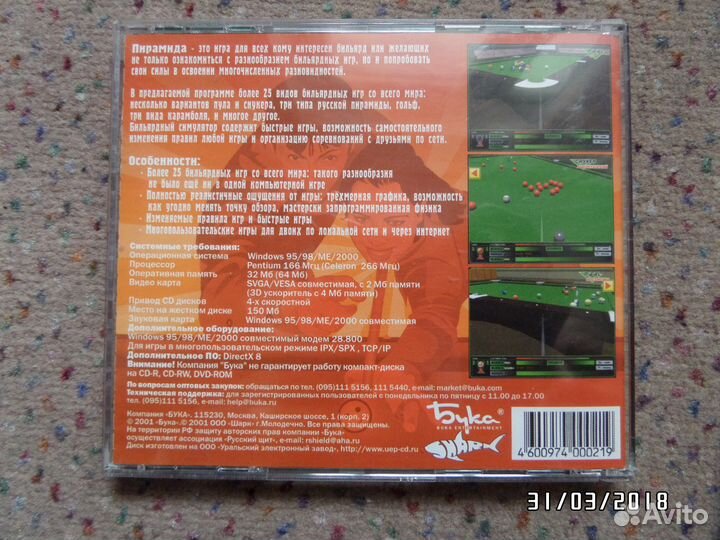 Пирамида - это игра для всех кому интересен бильярд или желающих
не только ознакомиться с разнообразием бильярдных игр, но и попробовать
свои силы в освоении многочисленных разновидностей.
В предлагаемой программе более 25 видов бильярдных игр со всего мира:
несколько вариантов пула и снукера, три типа русской пирамиды, гольф,
три вида карамболя, и многое другое.
Бильярдный симулятор содержит быстрые игры, возможность самостоятельного
изменения правил любой игры и организацию соревнований с друзьями по сети.
Особенности:
- Более 25 бильярдных игр со всего мира: такого разнообразия
не было ещё ни в одной компьютерной игре
- Полностью реалистичные ощущения от игры: трёхмерная графика, возможность
как угодно менять точку обзора, мастерски запрограммированная физика
- Изменяемые правила игр и быстрые игры
- Многопользовательские игры для двоих по локальной сети и через интернет
Системные требования:
Операционная система Windows 95/98/ME/2000
Процессор Pentium 166 Мгц (Celeron 266 Мгц)
Оперативная память 32 Мб (64 Мб)
Видео карта SVGA/VESA совместимая, с 2 Мб памяти
(3D ускоритель с 4 Мб памяти)
Привод CD дисков 4-х скоростной
Место на жестком диске 150 Мб
Звуковая карта Windows 95/98/ME/2000 совместимая
Дополнительное оборудование:
Windows 95/98/ME/2000 совместимый модем 28.800
Для игры в многопользовательском режиме IPX/SPX , TCP/IP
Дополнительное ПО: DirectX 8
Внимание! Компания "Бука" не гарантирует работу компакт-диска
на CD-R, CD-RW, DVD-ROM
По вопросам оптовых закупок: обращаться по тел. (095)111 5156, 111 5440, e-mail: market@buka.com
Техническая поддержка: для зарегистрированных пользователей с понедельника по пятницу с 11.00 до 17.00
тел. (095)111 5156, e-mail: help@buka.ru
Компания «БУКА», 115230, Москва, Каширское шоссе, 1 (корп. 2)
© 2001 «Бука».© 2001 ООО «Шарк» г.Молодечно. Все права защищены.
На территории РФ защиту авторских прав компании «Бука»
осуществляет ассоциация «Русский щит», e-mail: rshield@aha.ru
Диск изготовлен на ООО «Уральский электронный завод», http://www.uep-cd.ru
Бука ®
BUKA ENTERTAINMENT
SHARK
4 600974 000219
31/03/2018
Avito